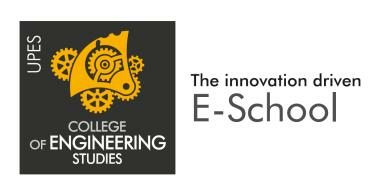 UPES
COLLEGE
OF ENGINEERING
STUDIES
The innovation driven
E-School